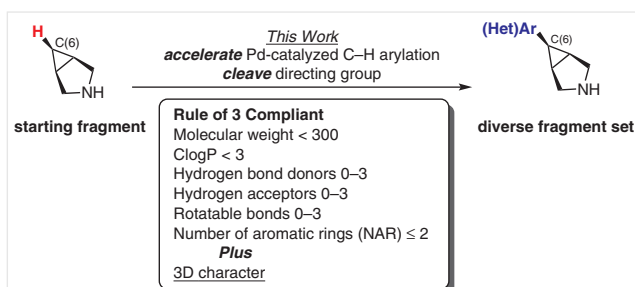 This Work
accelerate Pd-catalyzed C–H arylation
cleave directing group
H
C(6)
NH
starting fragment
(Het)Ar
C(6)
NH
diverse fragment set
Rule of 3 Compliant
Molecular weight < 300
ClogP < 3
Hydrogen bond donors 0–3
Hydrogen acceptors 0–3
Rotatable bonds 0–3
Number of aromatic rings (NAR) ≤ 2
Plus
3D character